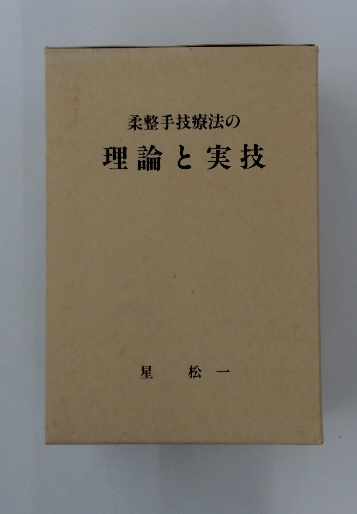 柔整手技療法の
理論と実技
星 松一